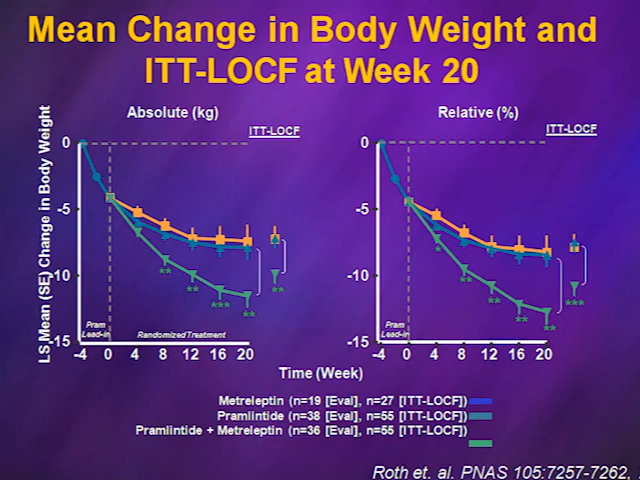 Mean Change in Body Weight and
ITT-LOCF at Week 20
Absolute (kg)
ITT-LOCF
LS Mean (SE) Change in Body Weight
0
-5
-10
-15
**
**
***
**
**
Pram
Lead-in
Randomized Treatment
-4 0 4 8 12 16 20
Relative (%)
ITT-LOCF
0
-5
-10
-15
*
**
**
**
**
***
Pram
Lead-in
-4 0 4 8 12 16 20
Time (Week)
Metreleptin (n=19 [Eval], n=27 [ITT-LOCF])
Pramlintide (n=38 [Eval], n=55 [ITT-LOCF])
Pramlintide + Metreleptin (n=36 [Eval], n=55 [ITT-LOCF])
Roth et. al. PNAS 105:7257-7262,